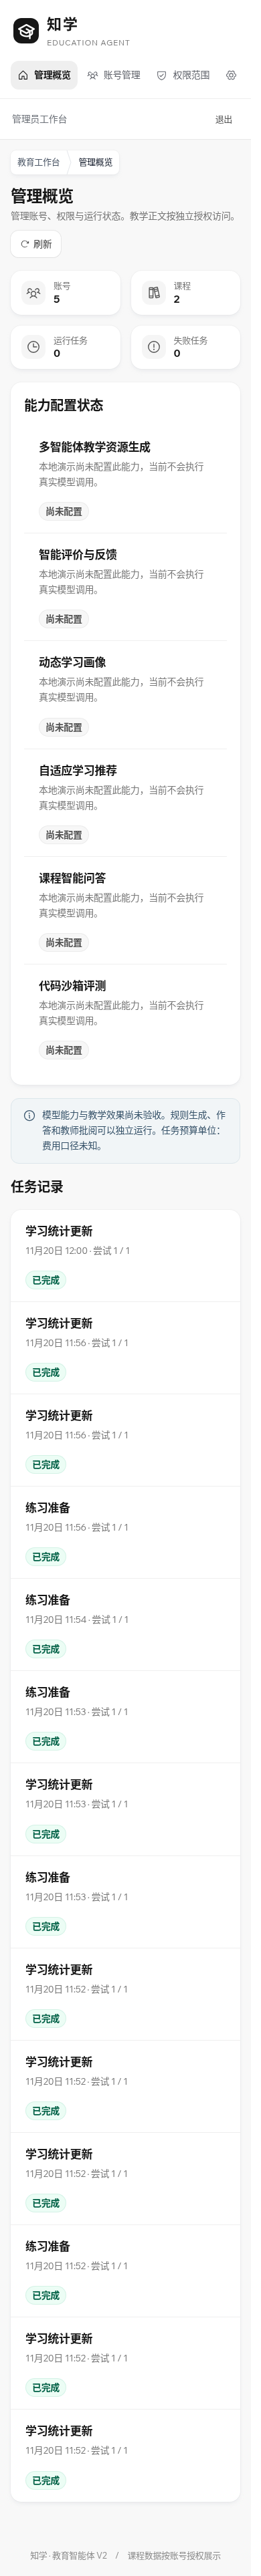 知学
EDUCATION AGENT
管理概览
账号管理
权限范围
管理员工作台
退出
教育工作台
管理概览
管理概览
管理账号、权限与运行状态。教学正文按独立授权访问。
刷新
账号
5
课程
2
运行任务
0
失败任务
0
能力配置状态
多智能体教学资源生成
本地演示尚未配置此能力，当前不会执行
真实模型调用。
尚未配置
智能评价与反馈
本地演示尚未配置此能力，当前不会执行
真实模型调用。
尚未配置
动态学习画像
本地演示尚未配置此能力，当前不会执行
真实模型调用。
尚未配置
自适应学习推荐
本地演示尚未配置此能力，当前不会执行
真实模型调用。
尚未配置
课程智能问答
本地演示尚未配置此能力，当前不会执行
真实模型调用。
尚未配置
代码沙箱评测
本地演示尚未配置此能力，当前不会执行
真实模型调用。
尚未配置
模型能力与教学效果尚未验收。规则生成、作
答和教师批阅可以独立运行。任务预算单位：
费用口径未知。
任务记录
学习统计更新
11月20日 12:00 · 尝试 1 / 1
已完成
学习统计更新
11月20日 11:56 · 尝试 1 / 1
已完成
学习统计更新
11月20日 11:56 · 尝试 1 / 1
已完成
练习准备
11月20日 11:56 · 尝试 1 / 1
已完成
练习准备
11月20日 11:54 · 尝试 1 / 1
已完成
练习准备
11月20日 11:53 · 尝试 1 / 1
已完成
学习统计更新
11月20日 11:53 · 尝试 1 / 1
已完成
练习准备
11月20日 11:53 · 尝试 1 / 1
已完成
学习统计更新
11月20日 11:52 · 尝试 1 / 1
已完成
学习统计更新
11月20日 11:52 · 尝试 1 / 1
已完成
学习统计更新
11月20日 11:52 · 尝试 1 / 1
已完成
练习准备
11月20日 11:52 · 尝试 1 / 1
已完成
学习统计更新
11月20日 11:52 · 尝试 1 / 1
已完成
学习统计更新
11月20日 11:52 · 尝试 1 / 1
已完成
知学 · 教育智能体 V2 / 课程数据按账号授权展示